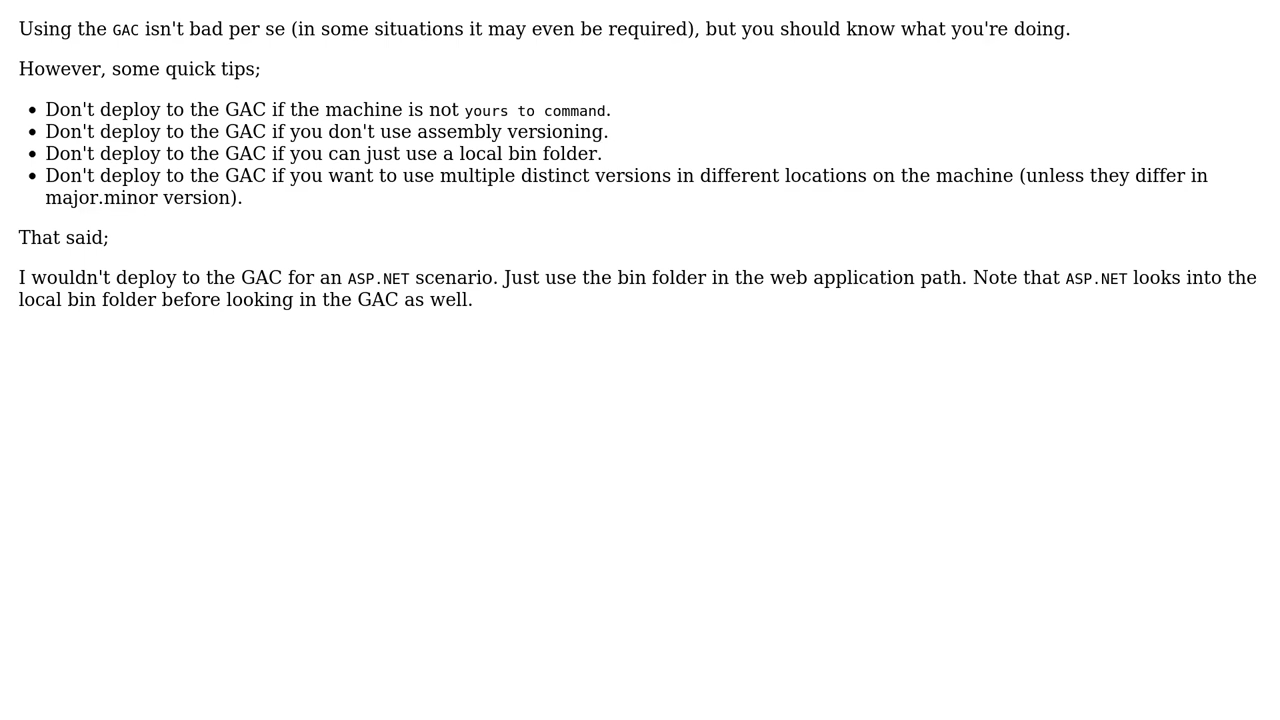 Using the GAC isn't bad per se (in some situations it may even be required), but you should know what you're doing.
However, some quick tips;
• Don't deploy to the GAC if the machine is not yours to command.
• Don't deploy to the GAC if you don't use assembly versioning.
• Don't deploy to the GAC if you can just use a local bin folder.
• Don't deploy to the GAC if you want to use multiple distinct versions in different locations on the machine (unless they differ in
major.minor version).
That said;
I wouldn't deploy to the GAC for an ASP.NET scenario. Just use the bin folder in the web application path. Note that ASP.NET looks into the
local bin folder before looking in the GAC as well.